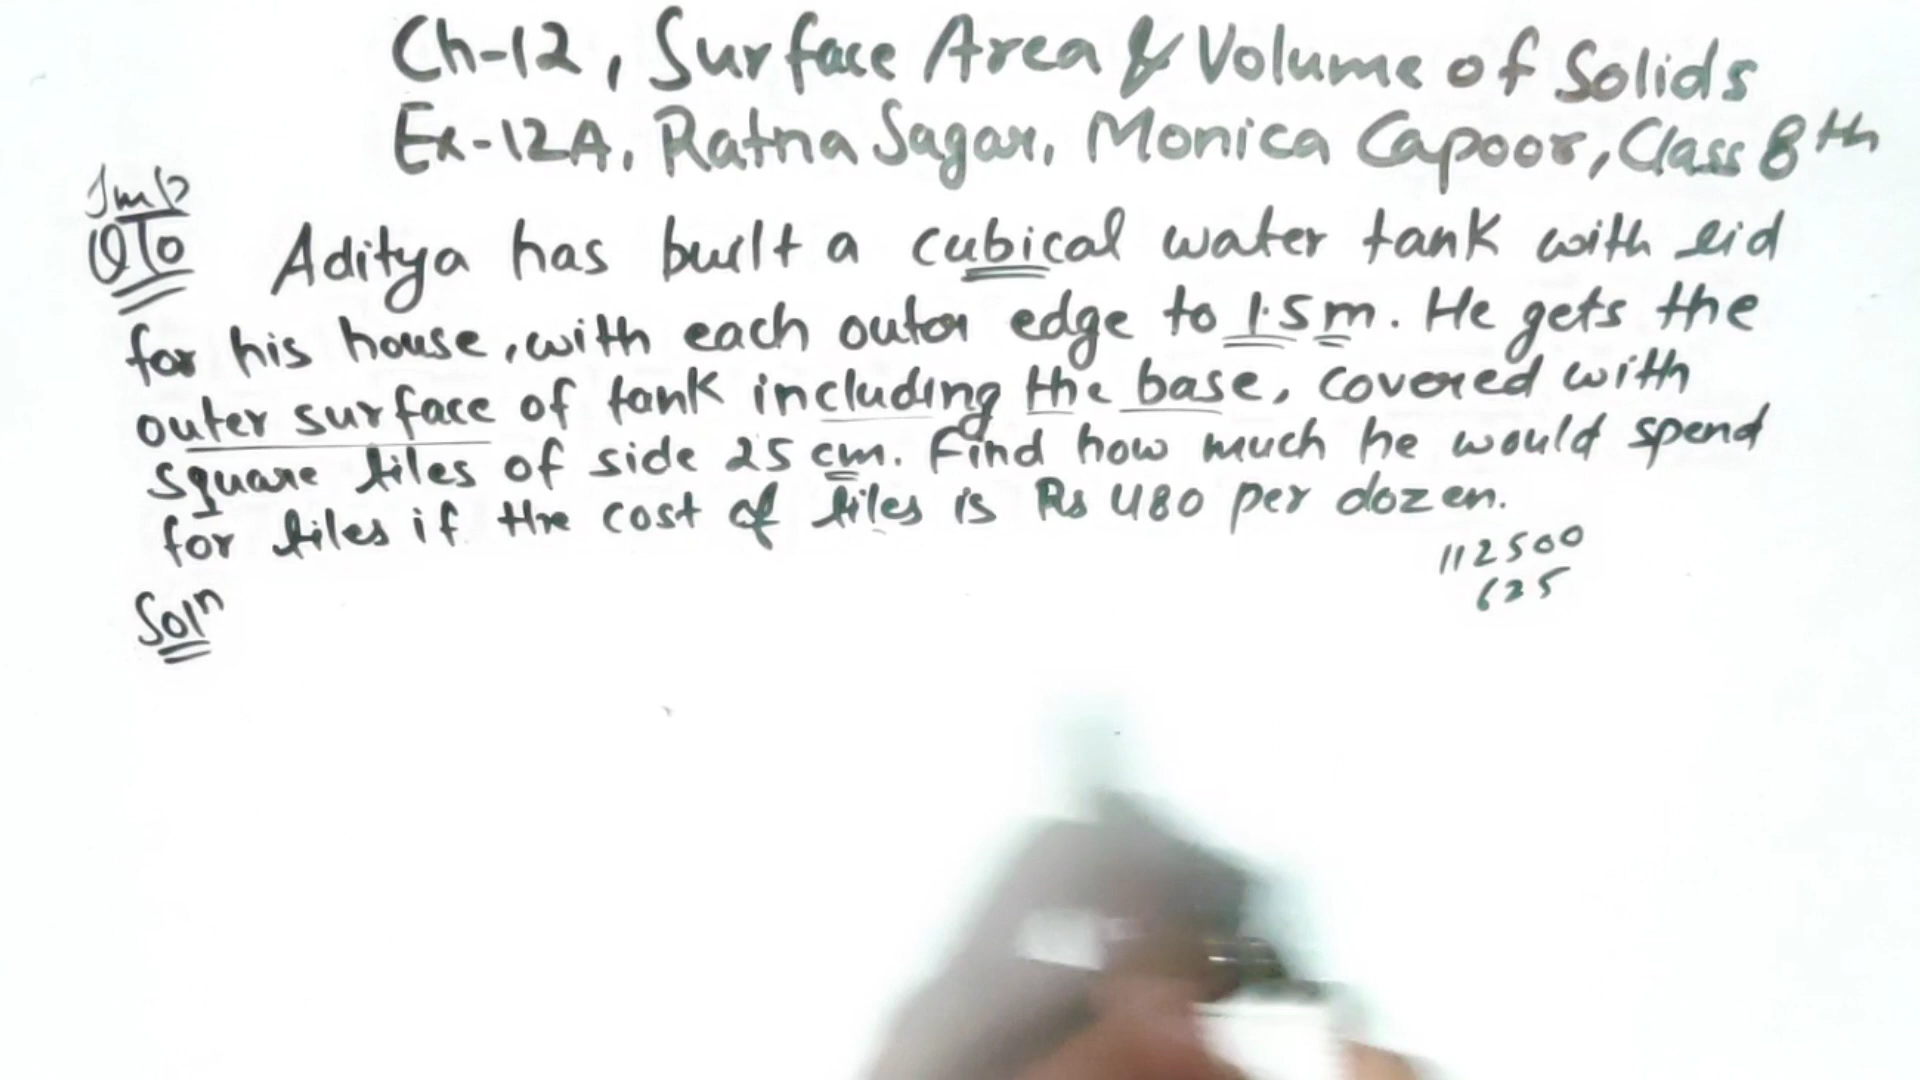 Ch-12, Surface Area & Volume of Solids
Ex-12A, Ratna Sagar, Monica Capoor, Class 8th
Imp
Q10 Aditya has built a cubical water tank with lid
for his house, with each outer edge to 1.5 m. He gets the
outer surface of tank including the base, covered with
square tiles of side 25 cm. Find how much he would spend
for tiles if the cost of tiles is Rs 480 per dozen.
112500
625
Soln